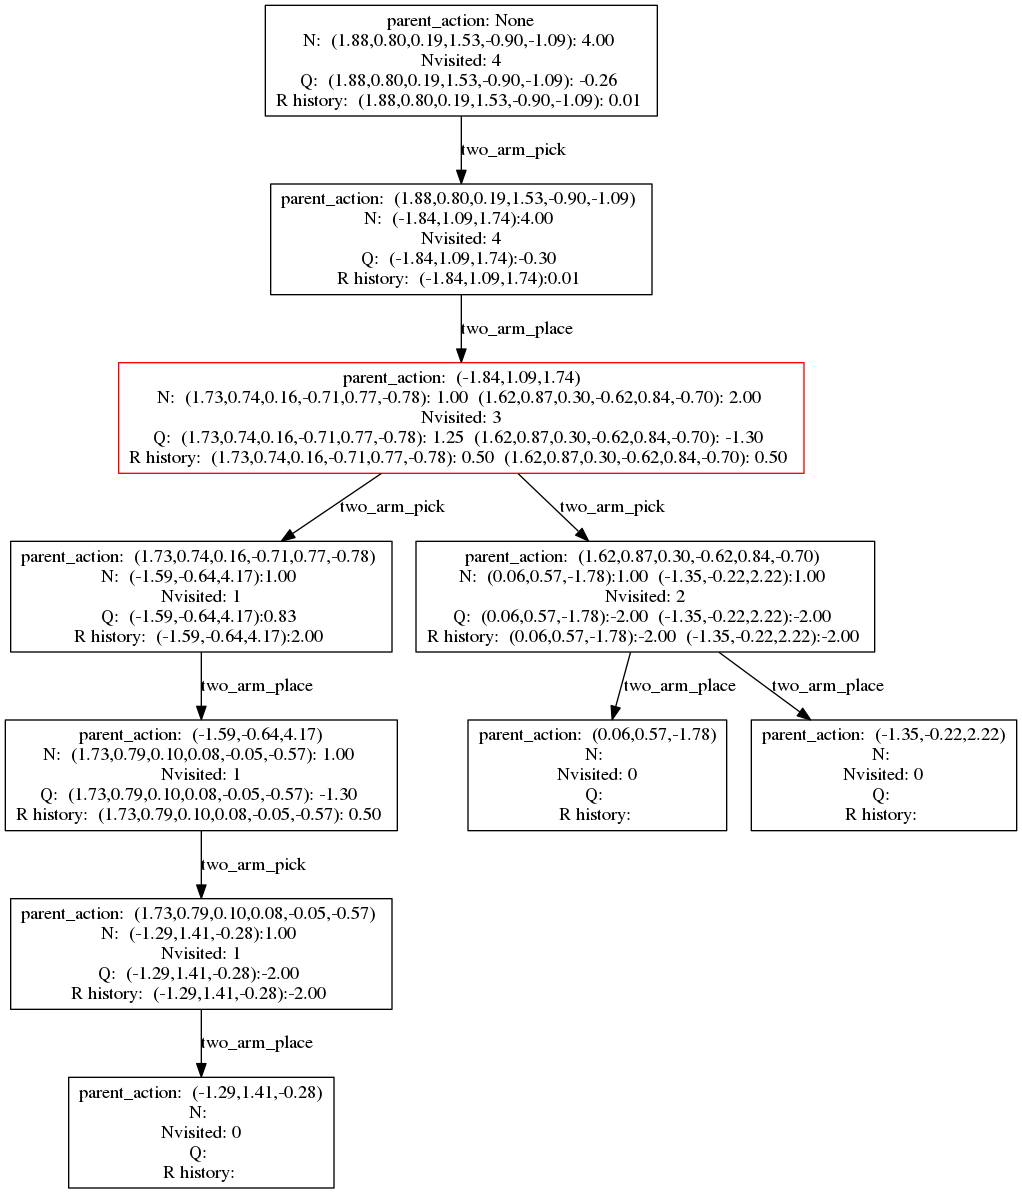 parent_action: None
N: (1.88,0.80,0.19,1.53,-0.90,-1.09): 4.00
Nvisited: 4
Q: (1.88,0.80,0.19,1.53,-0.90,-1.09): -0.26
R history: (1.88,0.80,0.19,1.53,-0.90,-1.09): 0.01
two_arm_pick
parent_action: (1.88,0.80,0.19,1.53,-0.90,-1.09)
N: (-1.84,1.09,1.74):4.00
Nvisited: 4
Q: (-1.84,1.09,1.74):-0.30
R history: (-1.84,1.09,1.74):0.01
two_arm_place
parent_action: (-1.84,1.09,1.74)
N: (1.73,0.74,0.16,-0.71,0.77,-0.78): 1.00 (1.62,0.87,0.30,-0.62,0.84,-0.70): 2.00
Nvisited: 3
Q: (1.73,0.74,0.16,-0.71,0.77,-0.78): 1.25 (1.62,0.87,0.30,-0.62,0.84,-0.70): -1.30
R history: (1.73,0.74,0.16,-0.71,0.77,-0.78): 0.50 (1.62,0.87,0.30,-0.62,0.84,-0.70): 0.50
two_arm_pick
two_arm_pick
parent_action: (1.73,0.74,0.16,-0.71,0.77,-0.78)
N: (-1.59,-0.64,4.17):1.00
Nvisited: 1
Q: (-1.59,-0.64,4.17):0.83
R history: (-1.59,-0.64,4.17):2.00
parent_action: (1.62,0.87,0.30,-0.62,0.84,-0.70)
N: (0.06,0.57,-1.78):1.00 (-1.35,-0.22,2.22):1.00
Nvisited: 2
Q: (0.06,0.57,-1.78):-2.00 (-1.35,-0.22,2.22):-2.00
R history: (0.06,0.57,-1.78):-2.00 (-1.35,-0.22,2.22):-2.00
two_arm_place
two_arm_place
two_arm_place
parent_action: (-1.59,-0.64,4.17)
N: (1.73,0.79,0.10,0.08,-0.05,-0.57): 1.00
Nvisited: 1
Q: (1.73,0.79,0.10,0.08,-0.05,-0.57): -1.30
R history: (1.73,0.79,0.10,0.08,-0.05,-0.57): 0.50
parent_action: (0.06,0.57,-1.78)
N:
Nvisited: 0
Q:
R history:
parent_action: (-1.35,-0.22,2.22)
N:
Nvisited: 0
Q:
R history:
two_arm_pick
parent_action: (1.73,0.79,0.10,0.08,-0.05,-0.57)
N: (-1.29,1.41,-0.28):1.00
Nvisited: 1
Q: (-1.29,1.41,-0.28):-2.00
R history: (-1.29,1.41,-0.28):-2.00
two_arm_place
parent_action: (-1.29,1.41,-0.28)
N:
Nvisited: 0
Q:
R history: